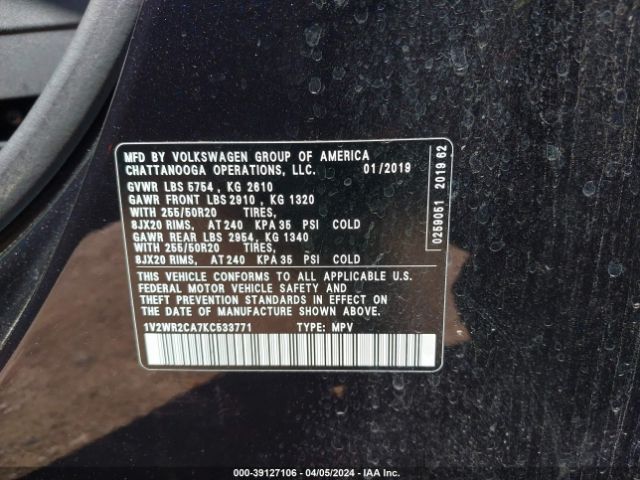 MFD BY VOLKSWAGEN GROUP OF AMERICA
CHATTANOOGA OPERATIONS, LLC. 01/2019
GVWR LBS 5754 , KG 2610
GAWR FRONT LBS 2910 , KG 1320
WITH 255/50R20 TIRES,
8JX20 RIMS, AT 240 KPA 35 PSI COLD
GAWR REAR LBS 2954, KG 1340
WITH 255/50R20 TIRES,
8JX20 RIMS, AT 240 KPA 35 PSI COLD
THIS VEHICLE CONFORMS TO ALL APPLICABLE U.S.
FEDERAL MOTOR VEHICLE SAFETY AND
THEFT PREVENTION STANDARDS IN EFFECT ON
THE DATE OF MANUFACTURE SHOWN ABOVE.
1V2WR2CA7KC533771 TYPE: MPV
0259051 2019 62
000-39127106 - 04/05/2024 - IAA Inc.